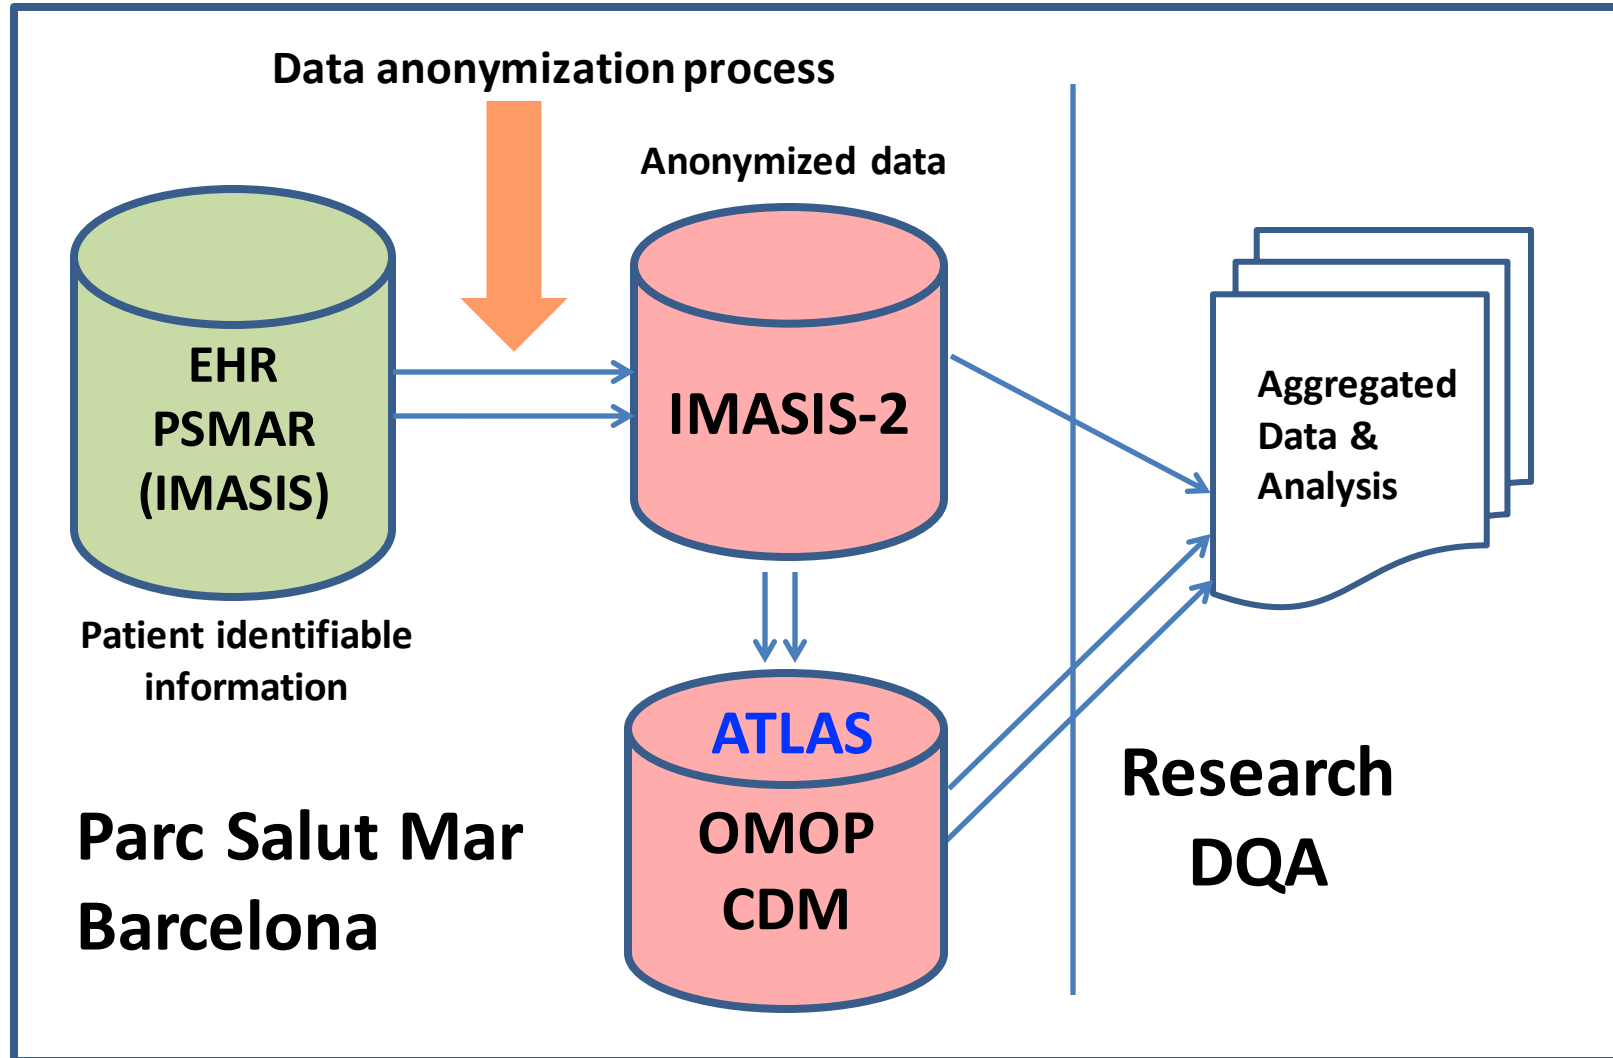 Data anonymization process
Anonymized data
EHR
PSMAR
(IMASIS)
IMASIS-2
Aggregated
Data &
Analysis
Patient identifiable
information
ATLAS
OMOP
CDM
Parc Salut Mar
Barcelona
Research
DQA